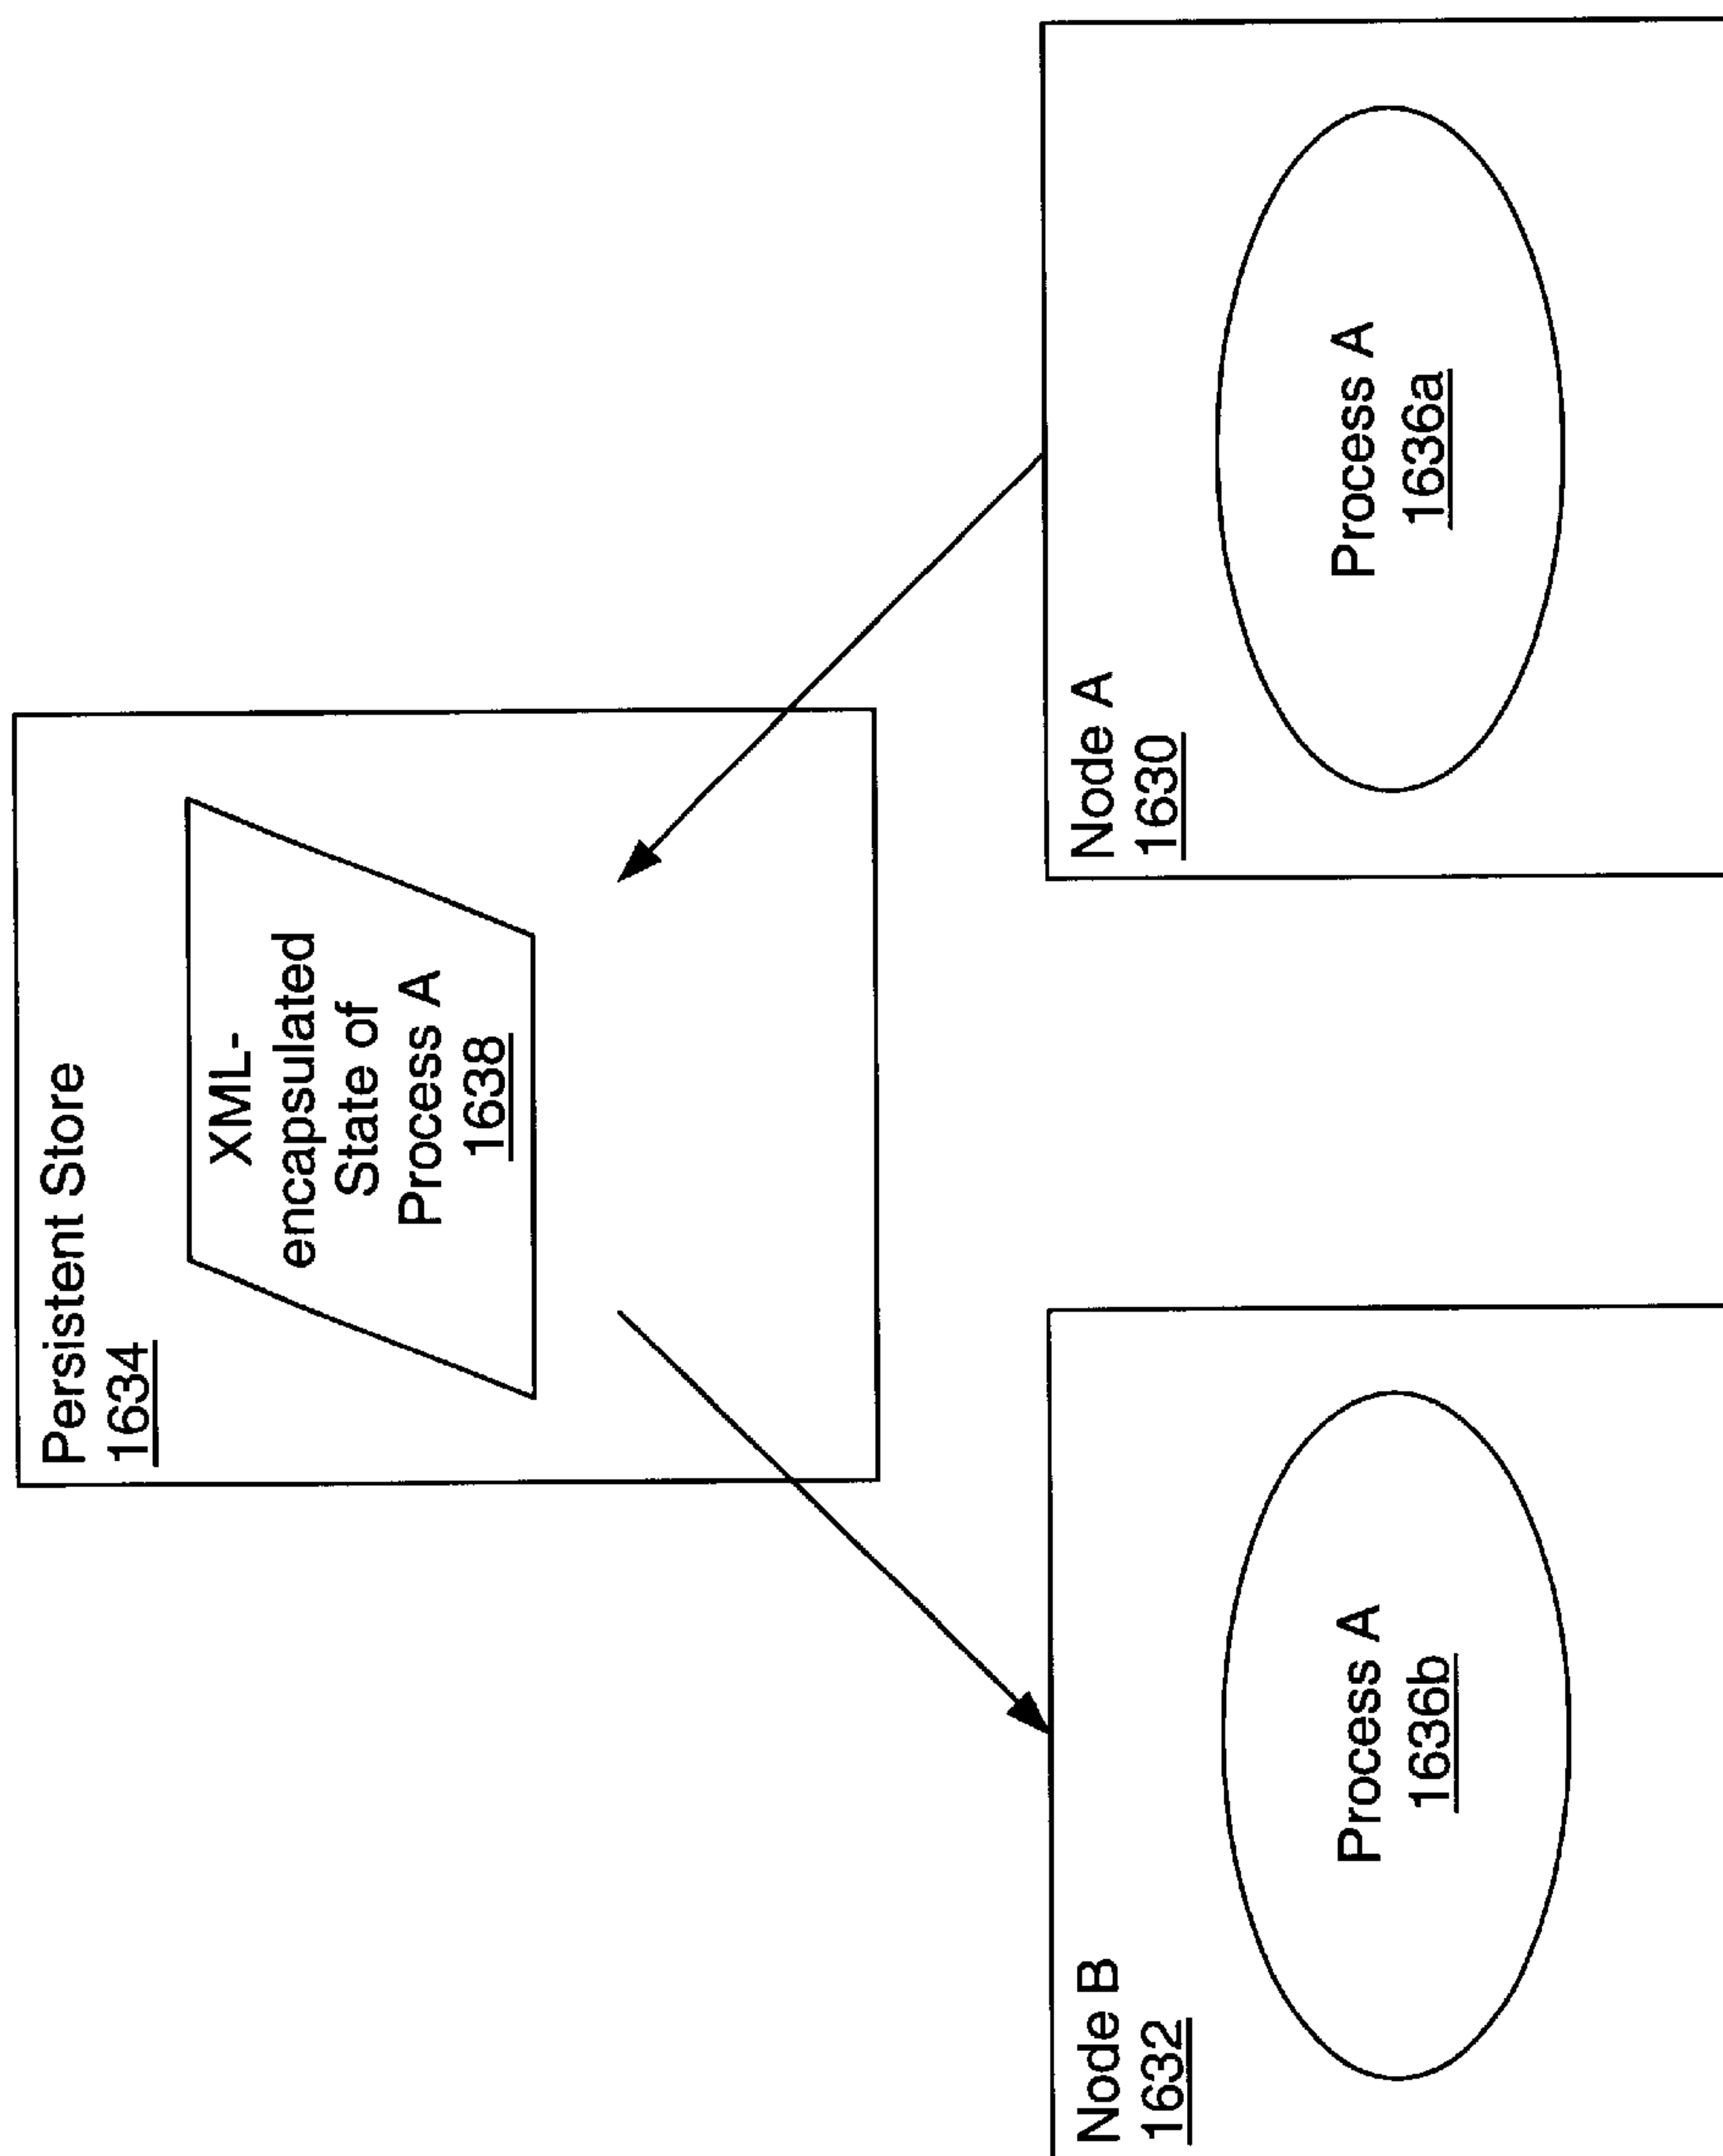 Persistent Store
1634
XML-
encapsulated
State of
Process A
1638
Node B
1632
Process A
1636b
Node A
1630
Process A
1636a